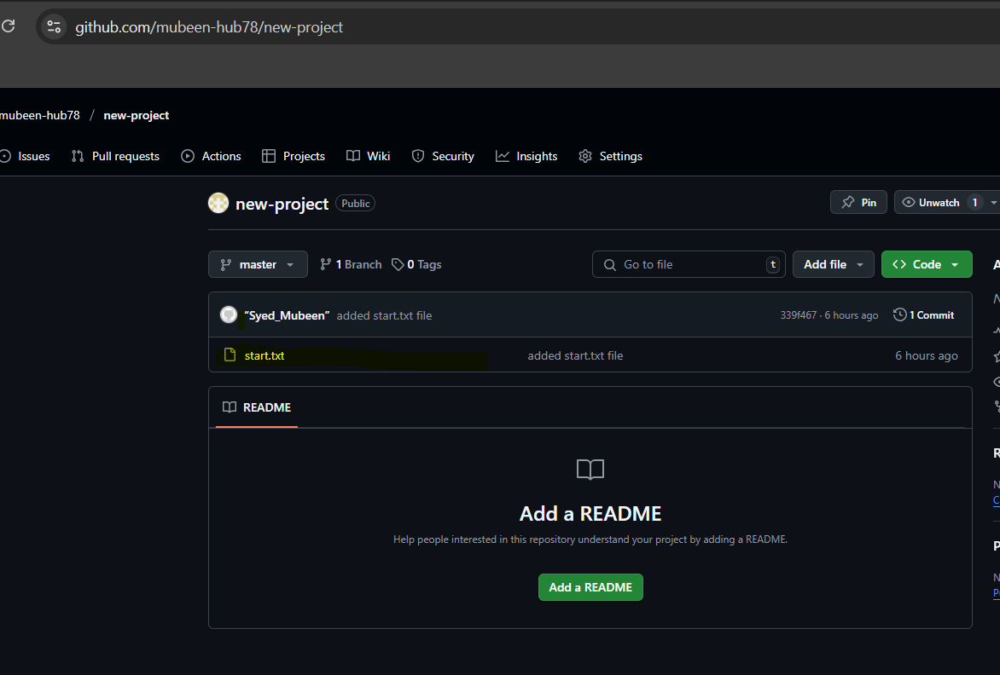 github.com/mubeen-hub78/new-project
mubeen-hub78 / new-project
Issues Pull requests Actions Projects Wiki Security Insights Settings
new-project Public Pin Unwatch 1
master 1 Branch 0 Tags Go to file t Add file Code
“Syed_Mubeen” added start.txt file 339f467 · 6 hours ago 1 Commit
start.txt added start.txt file 6 hours ago
README
Add a README
Help people interested in this repository understand your project by adding a README.
Add a README